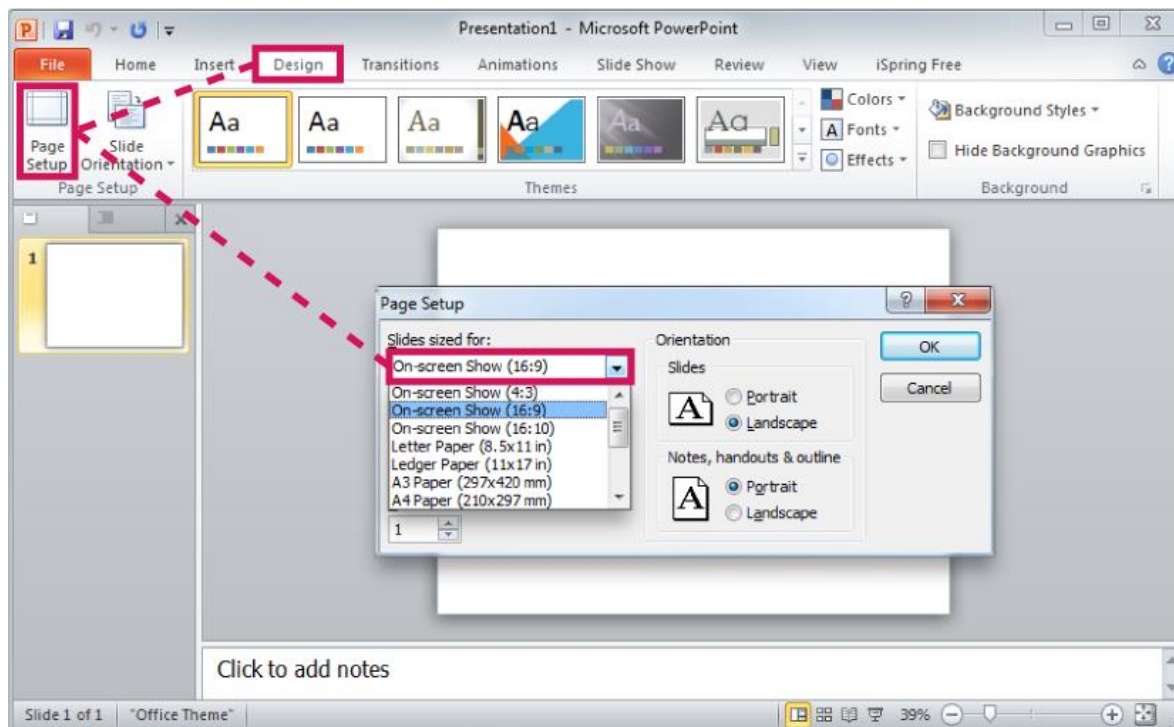 Presentation1 - Microsoft PowerPoint
File Home Insert Design Transitions Animations Slide Show Review View iSpring Free
Page Setup
Slide Orientation
Page Setup
Aa Aa Aa Aa Aa Aa
Themes
Colors
Fonts
Effects
Background Styles
Hide Background Graphics
Background
1
Page Setup
Slides sized for:
On-screen Show (16:9)
On-screen Show (4:3)
On-screen Show (16:9)
On-screen Show (16:10)
Letter Paper (8.5x11 in)
Ledger Paper (11x17 in)
A3 Paper (297x420 mm)
A4 Paper (210x297 mm)
1
Orientation
Slides
A
Portrait
Landscape
Notes, handouts & outline
A
Portrait
Landscape
OK
Cancel
Click to add notes
Slide 1 of 1 "Office Theme" 39%